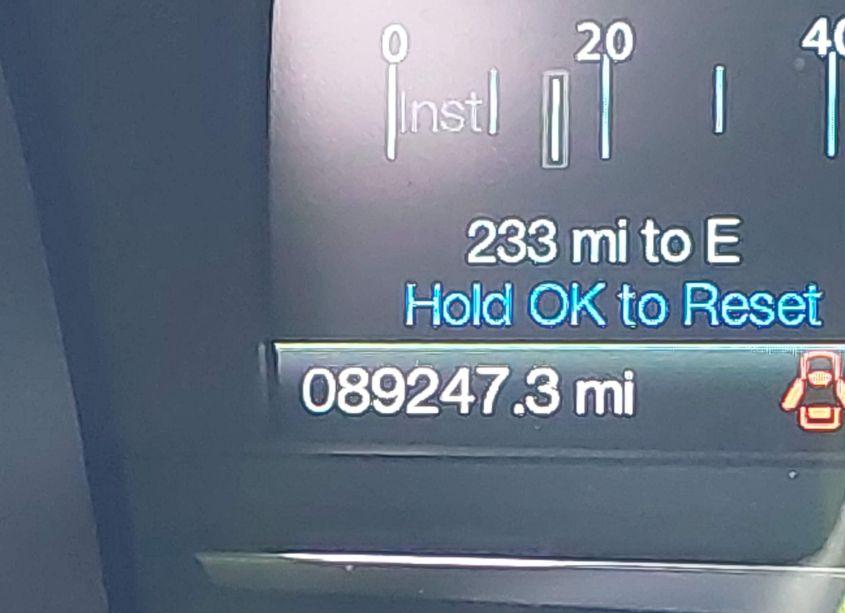 0 20 40
Inst
233 mi to E
Hold OK to Reset
089247.3 mi